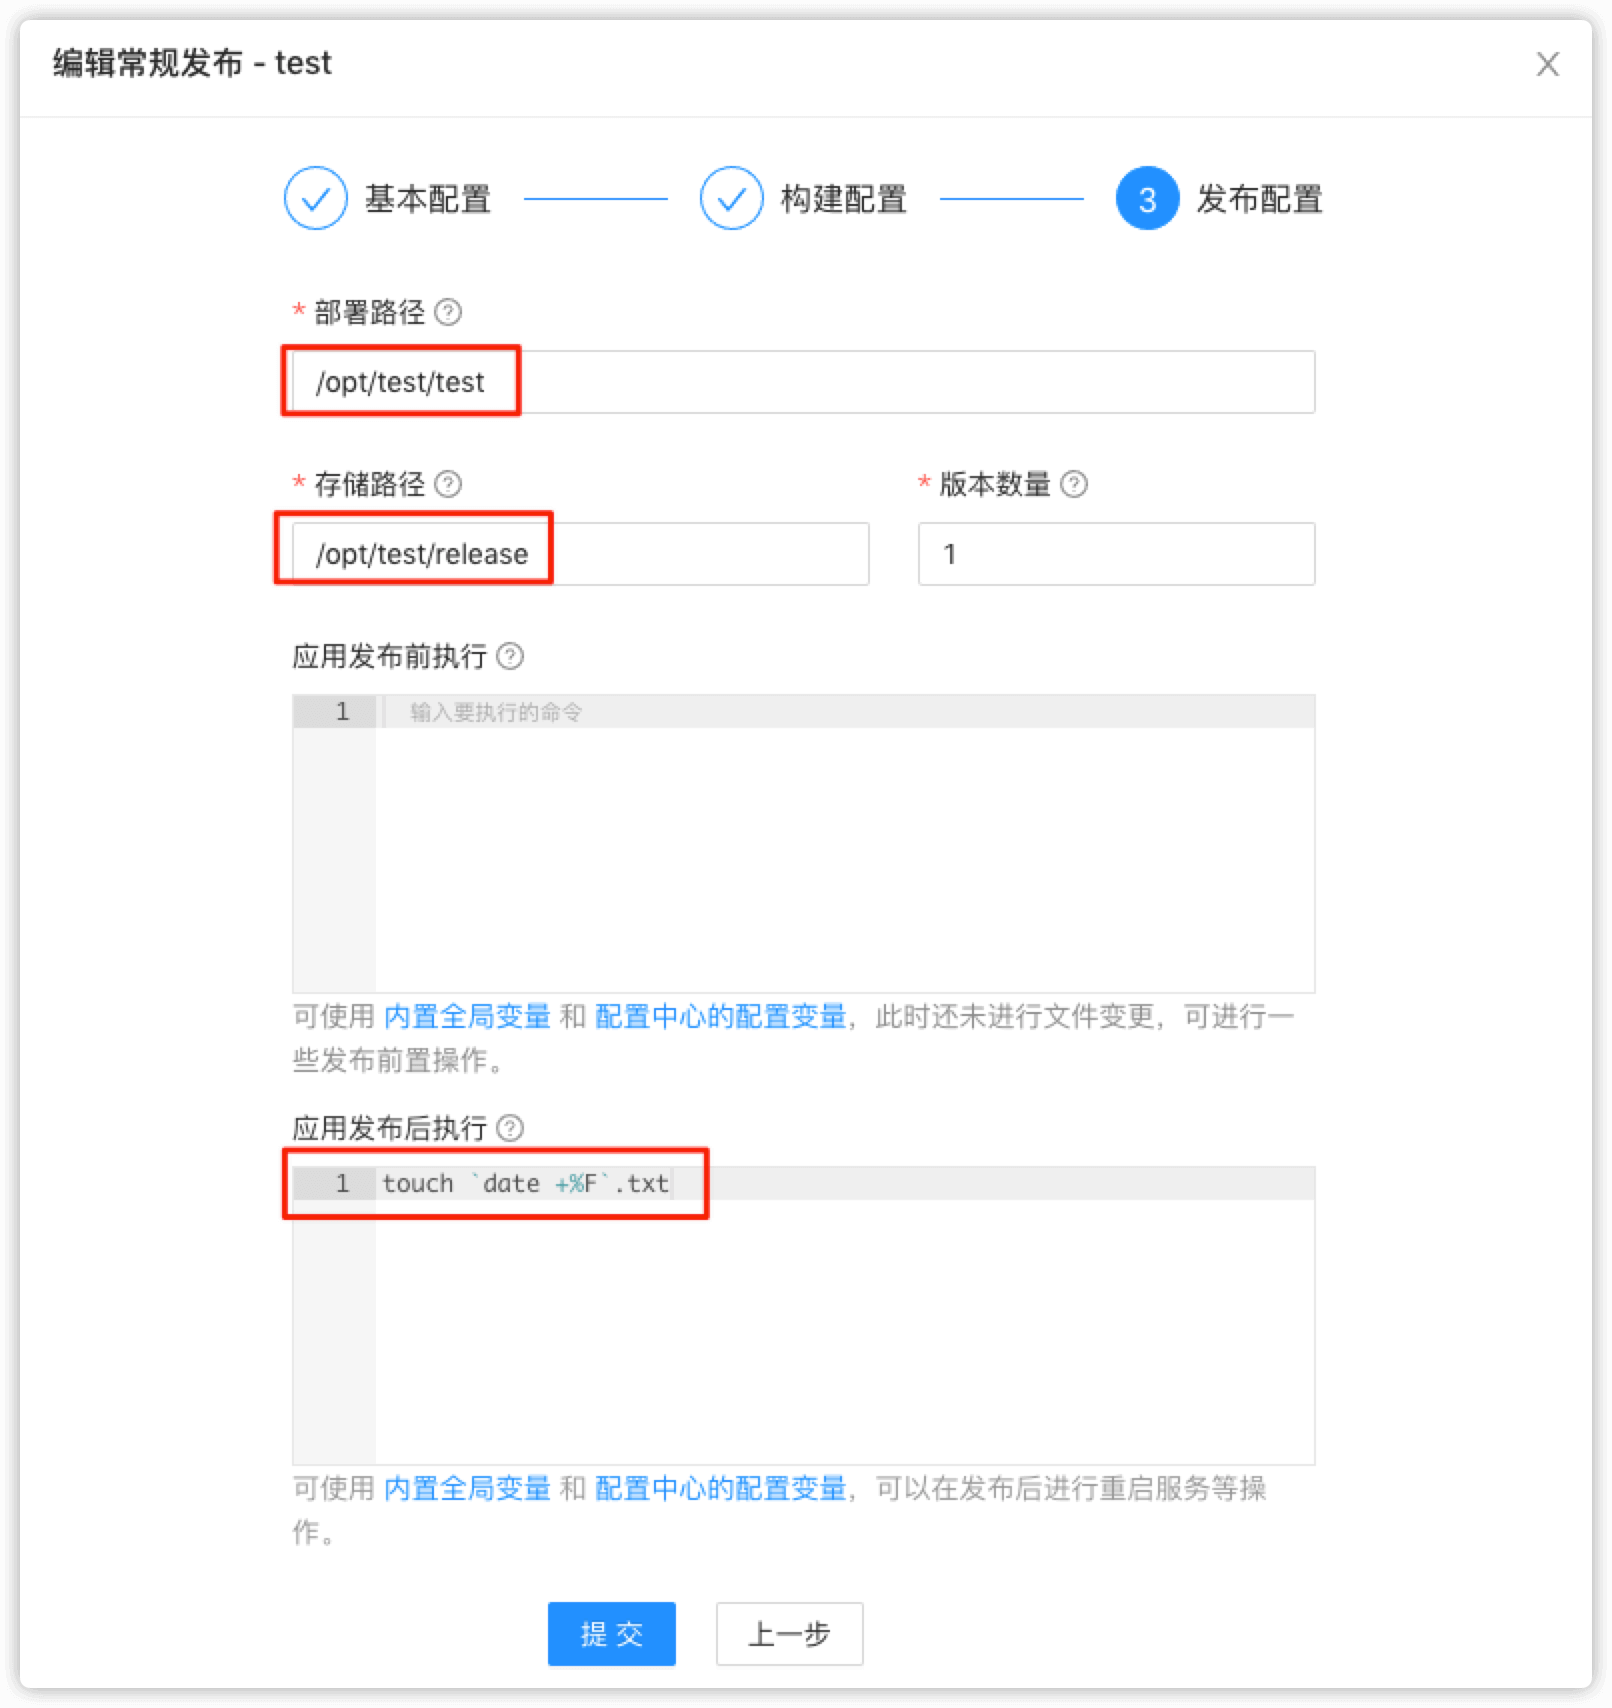 编辑常规发布 - test
基本配置
构建配置
3 发布配置
* 部署路径 ?
/opt/test/test
* 存储路径 ? * 版本数量 ?
/opt/test/release 1
应用发布前执行 ?
1 输入要执行的命令
可使用 内置全局变量 和 配置中心的配置变量，此时还未进行文件变更，可进行一
些发布前置操作。
应用发布后执行 ?
1 touch `date +%F`.txt
可使用 内置全局变量 和 配置中心的配置变量，可以在发布后进行重启服务等操
作。
提 交 上一步